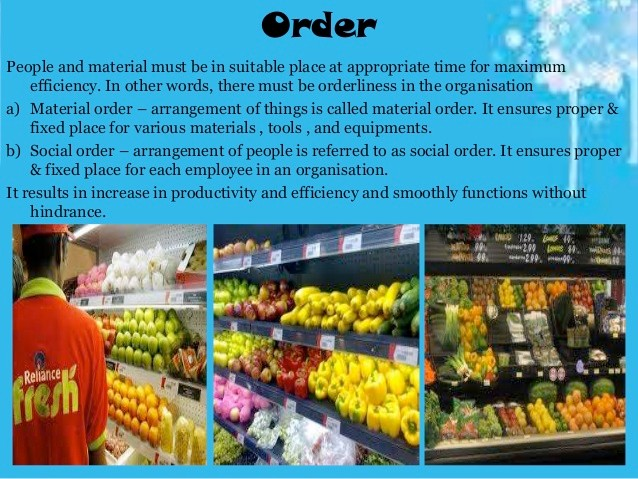 Order
People and material must be in suitable place at appropriate time for maximum
efficiency. In other words, there must be orderliness in the organisation
a) Material order – arrangement of things is called material order. It ensures proper &
fixed place for various materials , tools , and equipments.
b) Social order – arrangement of people is referred to as social order. It ensures proper
& fixed place for each employee in an organisation.
It results in increase in productivity and efficiency and smoothly functions without
hindrance.
Reliance
fresh